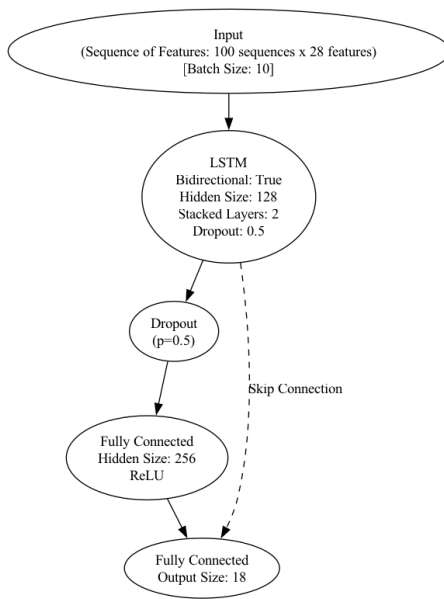 Input
(Sequence of Features: 100 sequences x 28 features)
[Batch Size: 10]
LSTM
Bidirectional: True
Hidden Size: 128
Stacked Layers: 2
Dropout: 0.5
Dropout
(p=0.5)
Skip Connection
Fully Connected
Hidden Size: 256
ReLU
Fully Connected
Output Size: 18